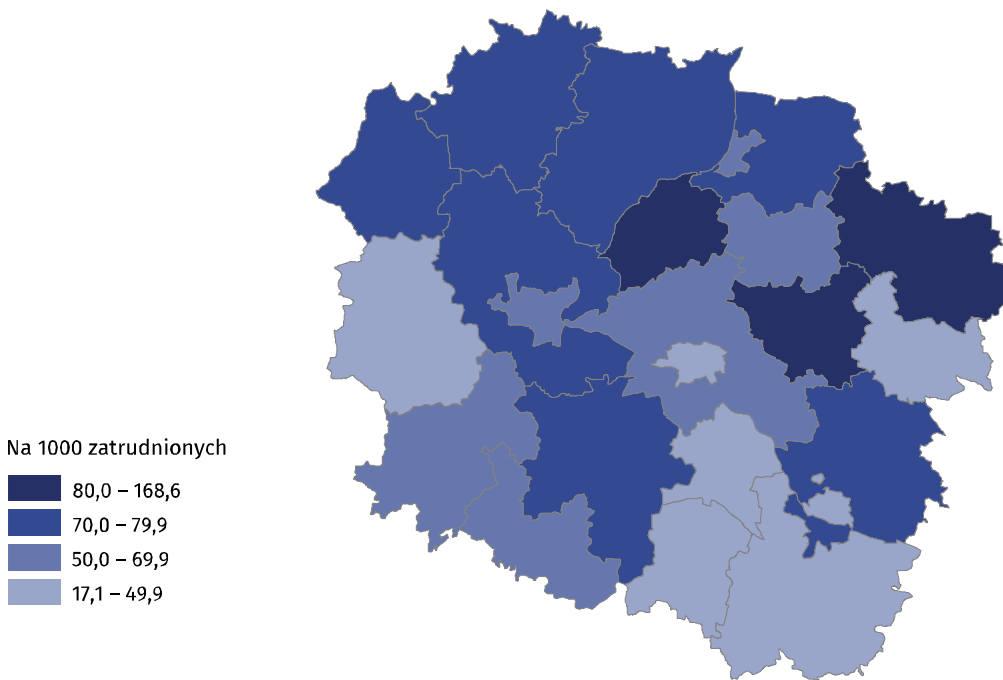 Na 1000 zatrudnionych
80,0 – 168,6
70,0 – 79,9
50,0 – 69,9
17,1 – 49,9